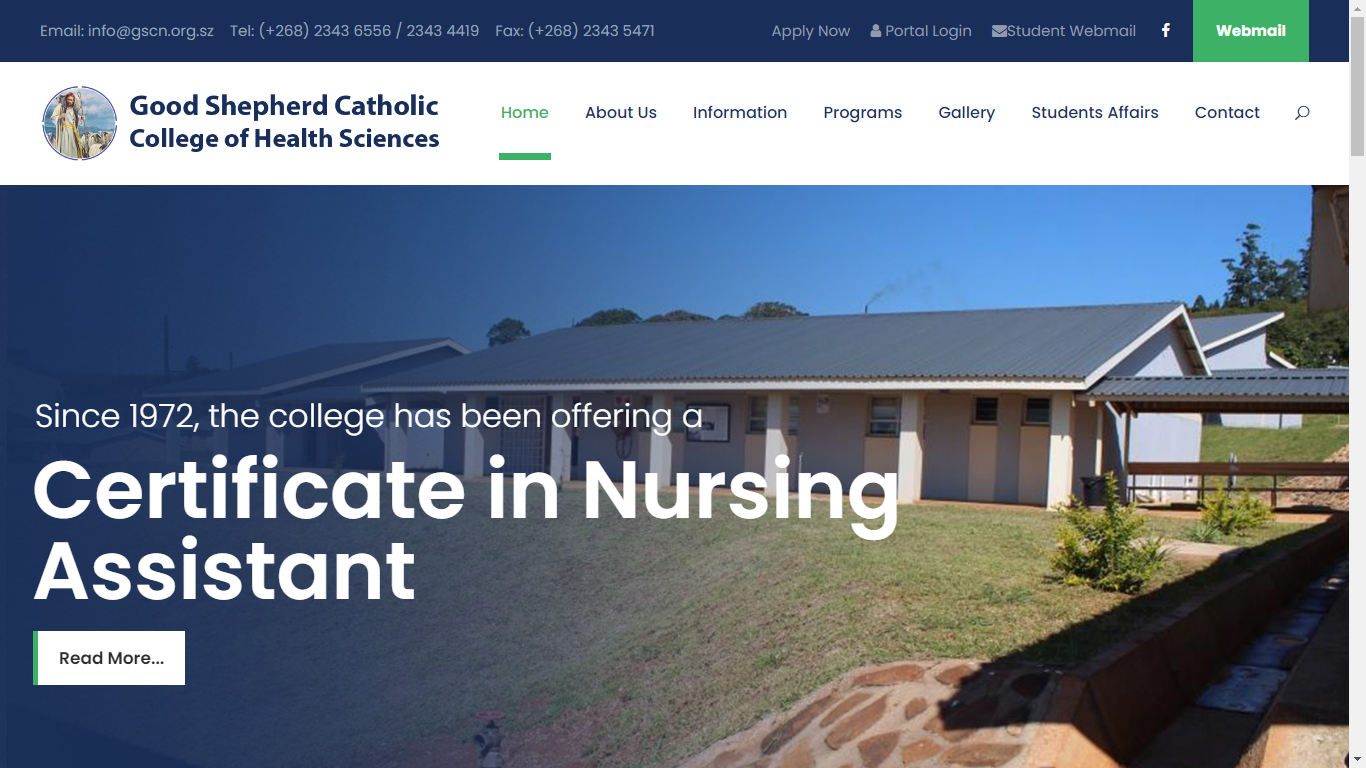 Email: info@gscn.org.sz Tel: (+268) 2343 6556 / 2343 4419 Fax: (+268) 2343 5471 Apply Now Portal Login Student Webmail Webmail
Good Shepherd Catholic
College of Health Sciences
Home About Us Information Programs Gallery Students Affairs Contact
Since 1972, the college has been offering a
Certificate in Nursing
Assistant
Read More...